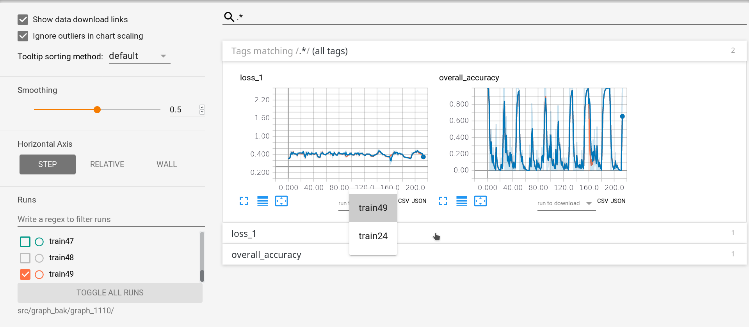 Show data download links
Ignore outliers in chart scaling
Tooltip sorting method: default
Smoothing
0.5
Horizontal Axis
STEP RELATIVE WALL
Runs
Write a regex to filter runs
train47
train48
train49
TOGGLE ALL RUNS
src/graph_bak/graph_1110/
.*
Tags matching /.*/ (all tags) 2
loss_1
2.20
1.60
1.00
0.400
0.200
0.000 40.00 80.00 120.0 160.0 200.0
CSV JSON
train49
train24
overall_accuracy
0.800
0.600
0.400
0.200
0.00
0.000 40.00 80.00 120.0 160.0 200.0
run to download CSV JSON
loss_1 1
overall_accuracy 1